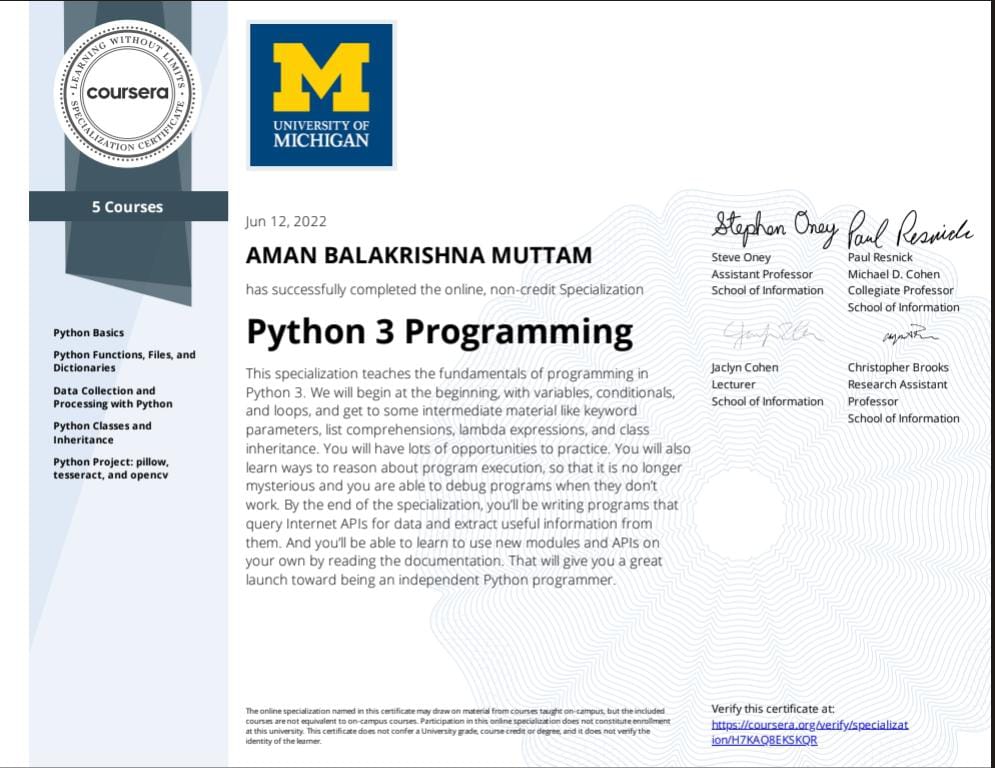 LEARNING WITHOUT LIMITS
coursera
SPECIALIZATION CERTIFICATE
M
UNIVERSITY OF
MICHIGAN
5 Courses
Python Basics
Python Functions, Files, and
Dictionaries
Data Collection and
Processing with Python
Python Classes and
Inheritance
Python Project: pillow,
tesseract, and opencv
Jun 12, 2022
AMAN BALAKRISHNA MUTTAM
has successfully completed the online, non-credit Specialization
Python 3 Programming
This specialization teaches the fundamentals of programming in
Python 3. We will begin at the beginning, with variables, conditionals,
and loops, and get to some intermediate material like keyword
parameters, list comprehensions, lambda expressions, and class
inheritance. You will have lots of opportunities to practice. You will also
learn ways to reason about program execution, so that it is no longer
mysterious and you are able to debug programs when they don’t
work. By the end of the specialization, you’ll be writing programs that
query Internet APIs for data and extract useful information from
them. And you’ll be able to learn to use new modules and APIs on
your own by reading the documentation. That will give you a great
launch toward being an independent Python programmer.
Stephen Oney
Steve Oney
Assistant Professor
School of Information
Paul Resnick
Paul Resnick
Michael D. Cohen
Collegiate Professor
School of Information
Jaclyn Cohen
Lecturer
School of Information
Christopher Brooks
Research Assistant
Professor
School of Information
The online specialization named in this certificate may draw on material from courses taught on-campus, but the included
courses are not equivalent to on-campus courses. Participation in this online specialization does not constitute enrollment
at this university. This certificate does not confer a University grade, course credit or degree, and it does not verify the
identity of the learner.
Verify this certificate at:
https://coursera.org/verify/specializat
ion/H7KAQ8EKSKQR